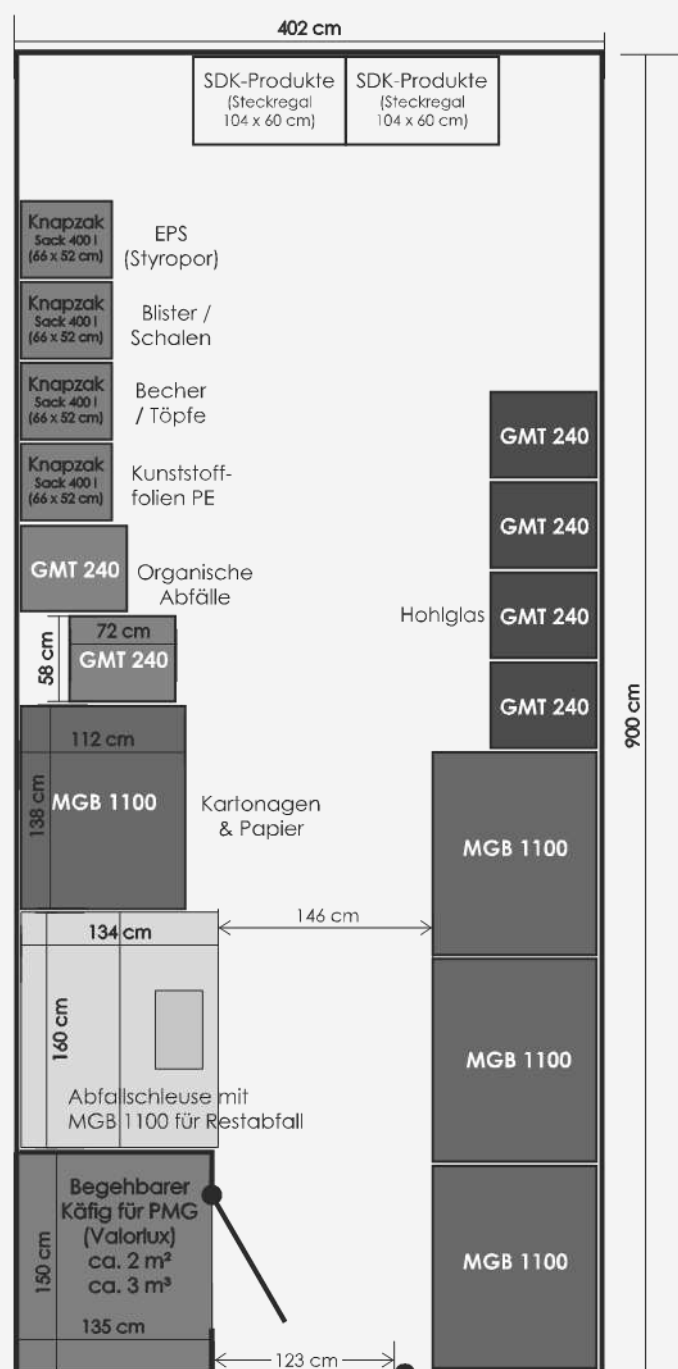 402 cm
SDK-Produkte
(Steckregal
104 x 60 cm)
SDK-Produkte
(Steckregal
104 x 60 cm)
Knapzak
Sack 400 l
(66 x 52 cm)
EPS
(Styropor)
Knapzak
Sack 400 l
(66 x 52 cm)
Blister /
Schalen
Knapzak
Sack 400 l
(66 x 52 cm)
Becher
/ Töpfe
Knapzak
Sack 400 l
(66 x 52 cm)
Kunststoff-
folien PE
GMT 240
Organische
Abfälle
72 cm
58 cm
GMT 240
112 cm
138 cm
MGB 1100
Kartonagen
& Papier
134 cm
160 cm
Abfallschleuse mit
MGB 1100 für Restabfall
146 cm
Begehbarer
Käfig für PMG
(Valorlux)
ca. 2 m²
ca. 3 m³
150 cm
135 cm
123 cm
GMT 240
GMT 240
Hohlglas
GMT 240
GMT 240
MGB 1100
MGB 1100
MGB 1100
900 cm